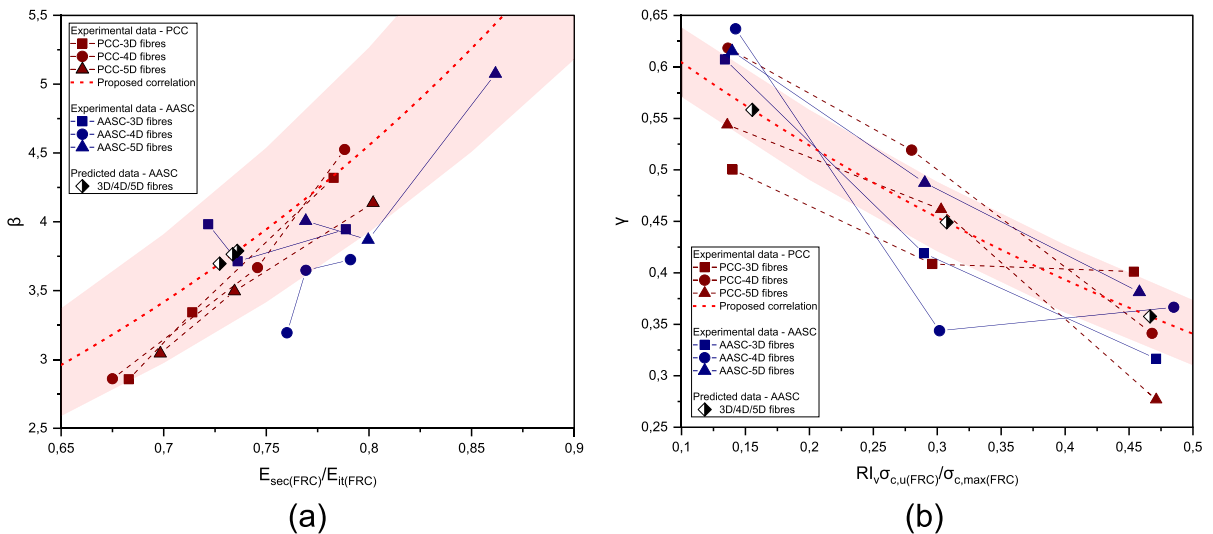 5,5
5
4,5
4
3,5
3
2,5
β
Experimental data - PCC
PCC-3D fibres
PCC-4D fibres
PCC-5D fibres
Proposed correlation
Experimental data - AASC
AASC-3D fibres
AASC-4D fibres
AASC-5D fibres
Predicted data - AASC
3D/4D/5D fibres
0,65 0,7 0,75 0,8 0,85 0,9
E_sec(FRC)/E_it(FRC)
(a)
0,65
0,6
0,55
0,5
0,45
0,4
0,35
0,3
0,25
γ
Experimental data - PCC
PCC-3D fibres
PCC-4D fibres
PCC-5D fibres
Proposed correlation
Experimental data - AASC
AASC-3D fibres
AASC-4D fibres
AASC-5D fibres
Predicted data - AASC
3D/4D/5D fibres
0,1 0,15 0,2 0,25 0,3 0,35 0,4 0,45 0,5
RI_vσ_c,u(FRC)/σ_c,max(FRC)
(b)